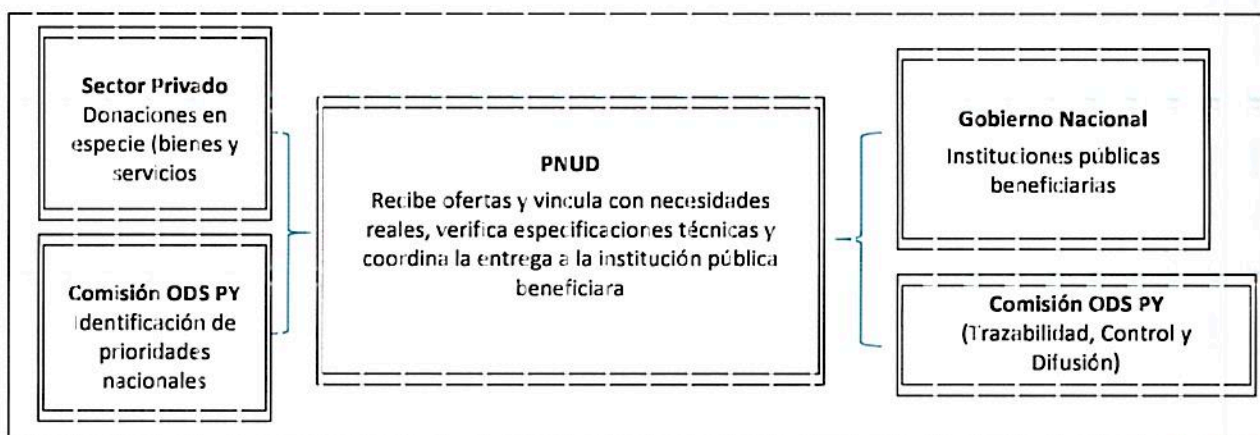 Sector Privado
Donaciones en
especie (bienes y
servicios
Comisión ODS PY
Identificación de
prioridades
nacionales
PNUD
Recibe ofertas y vincula con necesidades
reales, verifica especificaciones técnicas y
coordina la entrega a la institución pública
beneficiara
Gobierno Nacional
Instituciones públicas
beneficiarias
Comisión ODS PY
(Trazabilidad, Control y
Difusión)